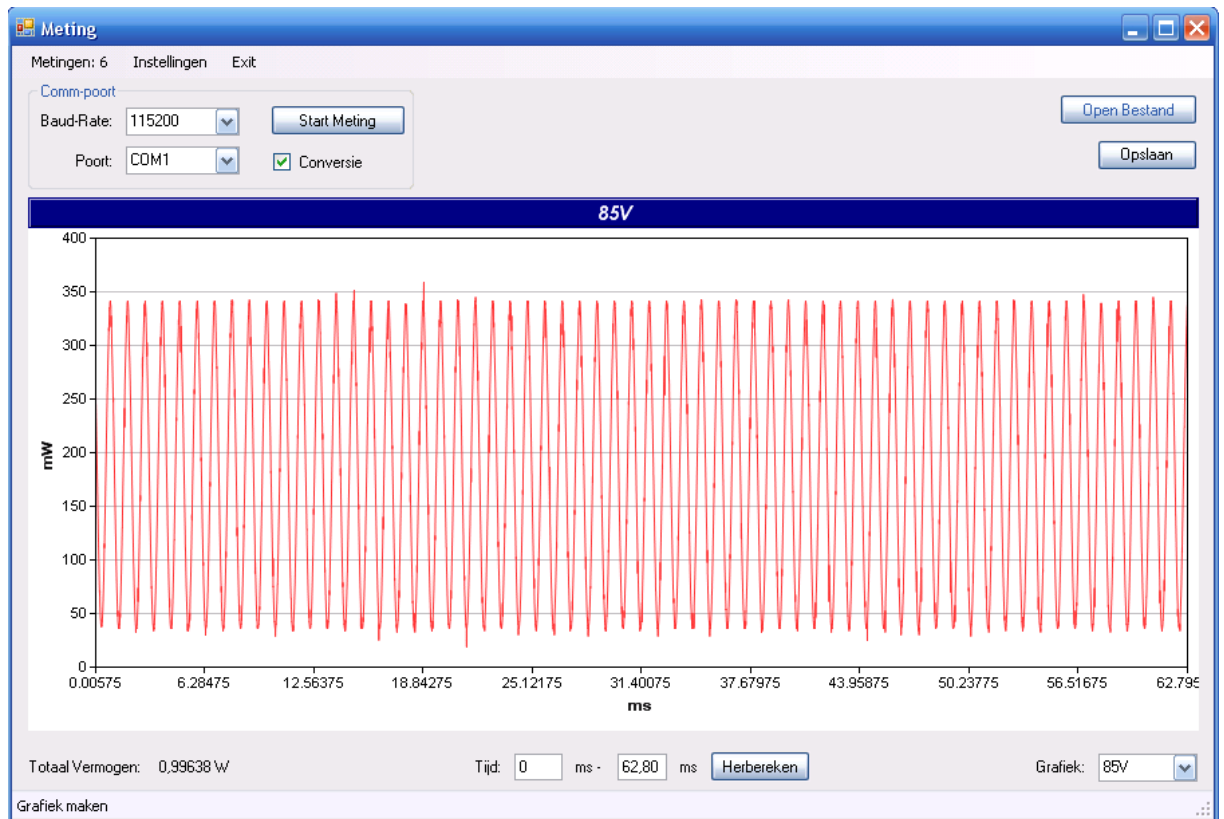 Meting
Metingen: 6 Instellingen Exit
Comm-poort
Baud-Rate: 115200 Start Meting Open Bestand
Poort: COM1 Conversie Opslaan
85V
400
350
300
250
200
150
100
50
0
mW
0.00575 6.28475 12.56375 18.84275 25.12175 31.40075 37.67975 43.95875 50.23775 56.51675 62.795
ms
Totaal Vermogen: 0,99638 W Tijd: 0 ms - 62,80 ms Herbereken Grafiek: 85V
Grafiek maken